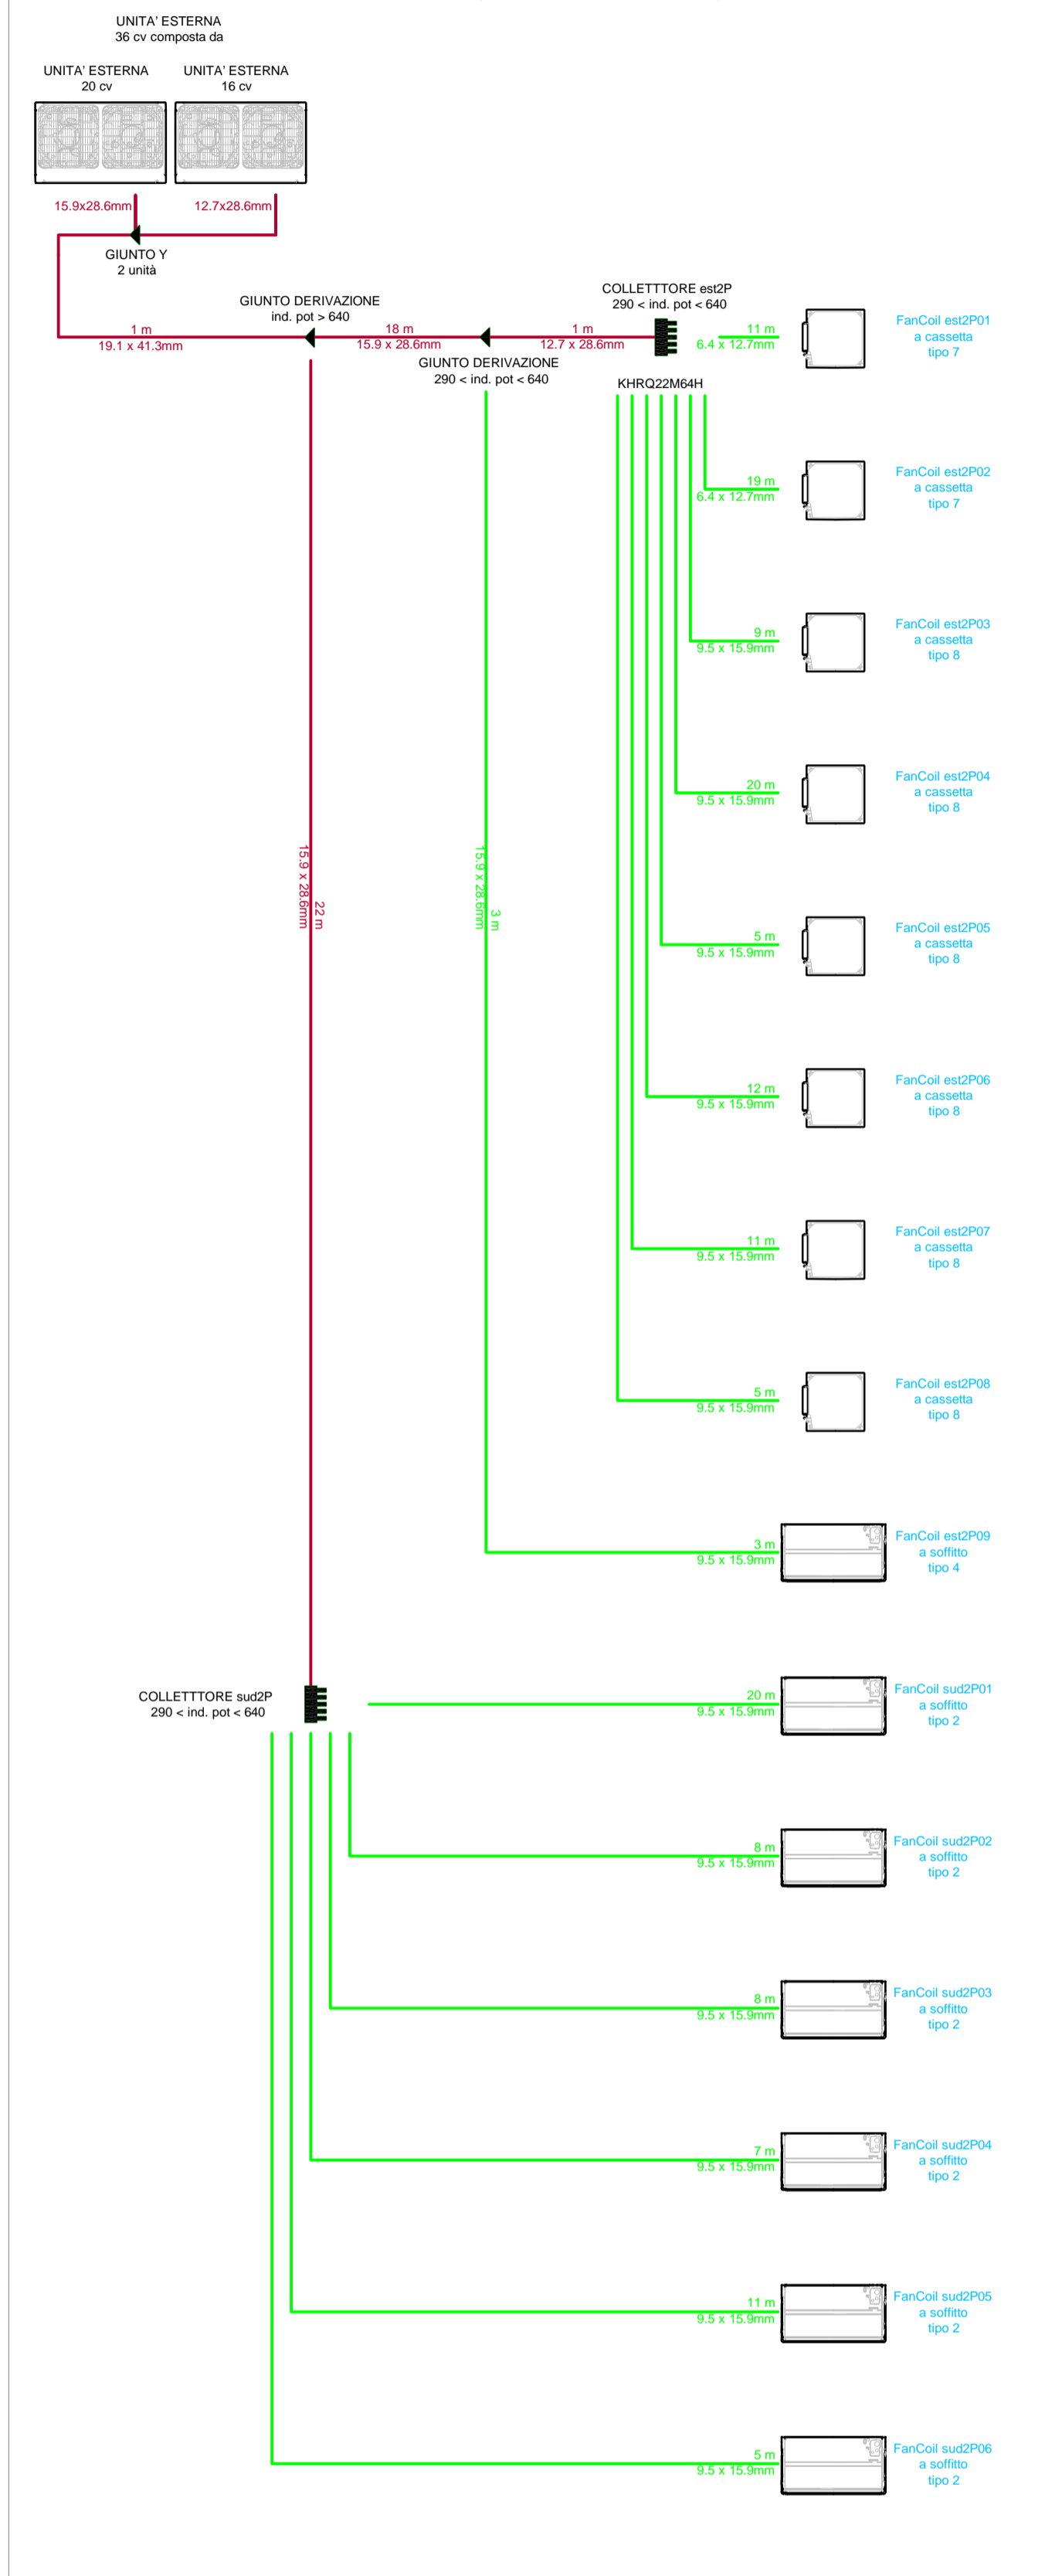 UNITA' ESTERNA
36 cv composta da
UNITA' ESTERNA
20 cv
UNITA' ESTERNA
16 cv
15.9x28.6mm
12.7x28.6mm
GIUNTO Y
2 unità
GIUNTO DERIVAZIONE
ind. pot > 640
1 m
19.1 x 41.3mm
18 m
15.9 x 28.6mm
GIUNTO DERIVAZIONE
290 < ind. pot < 640
1 m
12.7 x 28.6mm
COLLETTTORE est2P
290 < ind. pot < 640
KHRQ22M64H
11 m
6.4 x 12.7mm
FanCoil est2P01
a cassetta
tipo 7
19 m
6.4 x 12.7mm
FanCoil est2P02
a cassetta
tipo 7
9 m
9.5 x 15.9mm
FanCoil est2P03
a cassetta
tipo 8
20 m
9.5 x 15.9mm
FanCoil est2P04
a cassetta
tipo 8
15.9 x 28.6mm
22 m
15.9 x 28.6mm
3 m
5 m
9.5 x 15.9mm
FanCoil est2P05
a cassetta
tipo 8
12 m
9.5 x 15.9mm
FanCoil est2P06
a cassetta
tipo 8
11 m
9.5 x 15.9mm
FanCoil est2P07
a cassetta
tipo 8
5 m
9.5 x 15.9mm
FanCoil est2P08
a cassetta
tipo 8
3 m
9.5 x 15.9mm
FanCoil est2P09
a soffitto
tipo 4
COLLETTTORE sud2P
290 < ind. pot < 640
20 m
9.5 x 15.9mm
FanCoil sud2P01
a soffitto
tipo 2
8 m
9.5 x 15.9mm
FanCoil sud2P02
a soffitto
tipo 2
8 m
9.5 x 15.9mm
FanCoil sud2P03
a soffitto
tipo 2
7 m
9.5 x 15.9mm
FanCoil sud2P04
a soffitto
tipo 2
11 m
9.5 x 15.9mm
FanCoil sud2P05
a soffitto
tipo 2
5 m
9.5 x 15.9mm
FanCoil sud2P06
a soffitto
tipo 2